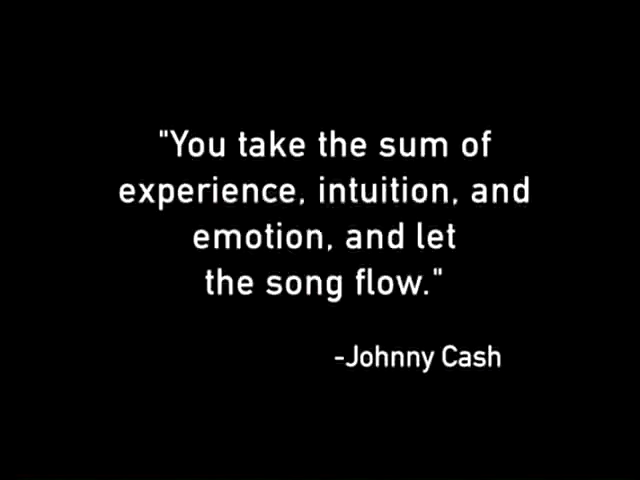 "You take the sum of
experience, intuition, and
emotion, and let
the song flow."
-Johnny Cash